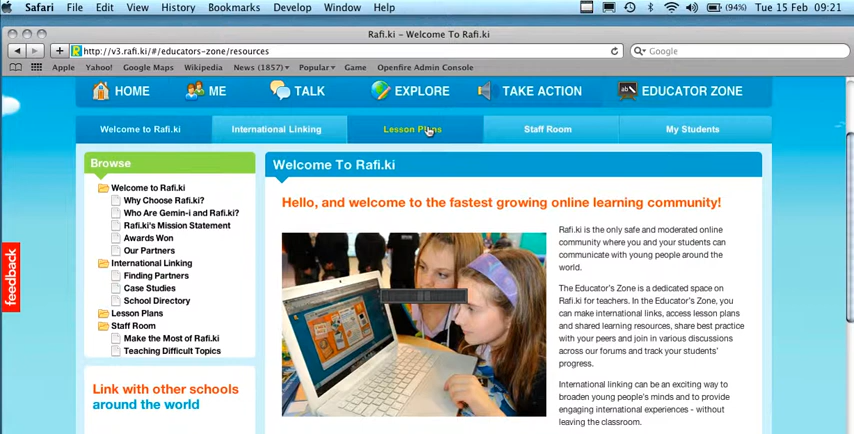 Safari File Edit View History Bookmarks Develop Window Help (94%) Tue 15 Feb 09:21
Rafi.ki – Welcome To Rafi.ki
http://v3.rafi.ki/#/educators-zone/resources Google
Apple Yahoo! Google Maps Wikipedia News (1857) Popular Game Openfire Admin Console
HOME ME TALK EXPLORE TAKE ACTION EDUCATOR ZONE
Welcome to Rafi.ki International Linking Lesson Plans Staff Room My Students
Browse
Welcome to Rafi.ki
Why Choose Rafi.ki?
Who Are Gemin-i and Rafi.ki?
Rafi.ki's Mission Statement
Awards Won
Our Partners
International Linking
Finding Partners
Case Studies
School Directory
Lesson Plans
Staff Room
Make the Most of Rafi.ki
Teaching Difficult Topics
Link with other schools
around the world
feedback
Welcome To Rafi.ki
Hello, and welcome to the fastest growing online learning community!
Rafi.ki is the only safe and moderated online
community where you and your students can
communicate with young people around the
world.
The Educator's Zone is a dedicated space on
Rafi.ki for teachers. In the Educator's Zone, you
can make international links, access lesson plans
and shared learning resources, share best practice
with your peers and join in various discussions
across our forums and track your students'
progress.
International linking can be an exciting way to
broaden young people's minds and to provide
engaging international experiences - without
leaving the classroom.